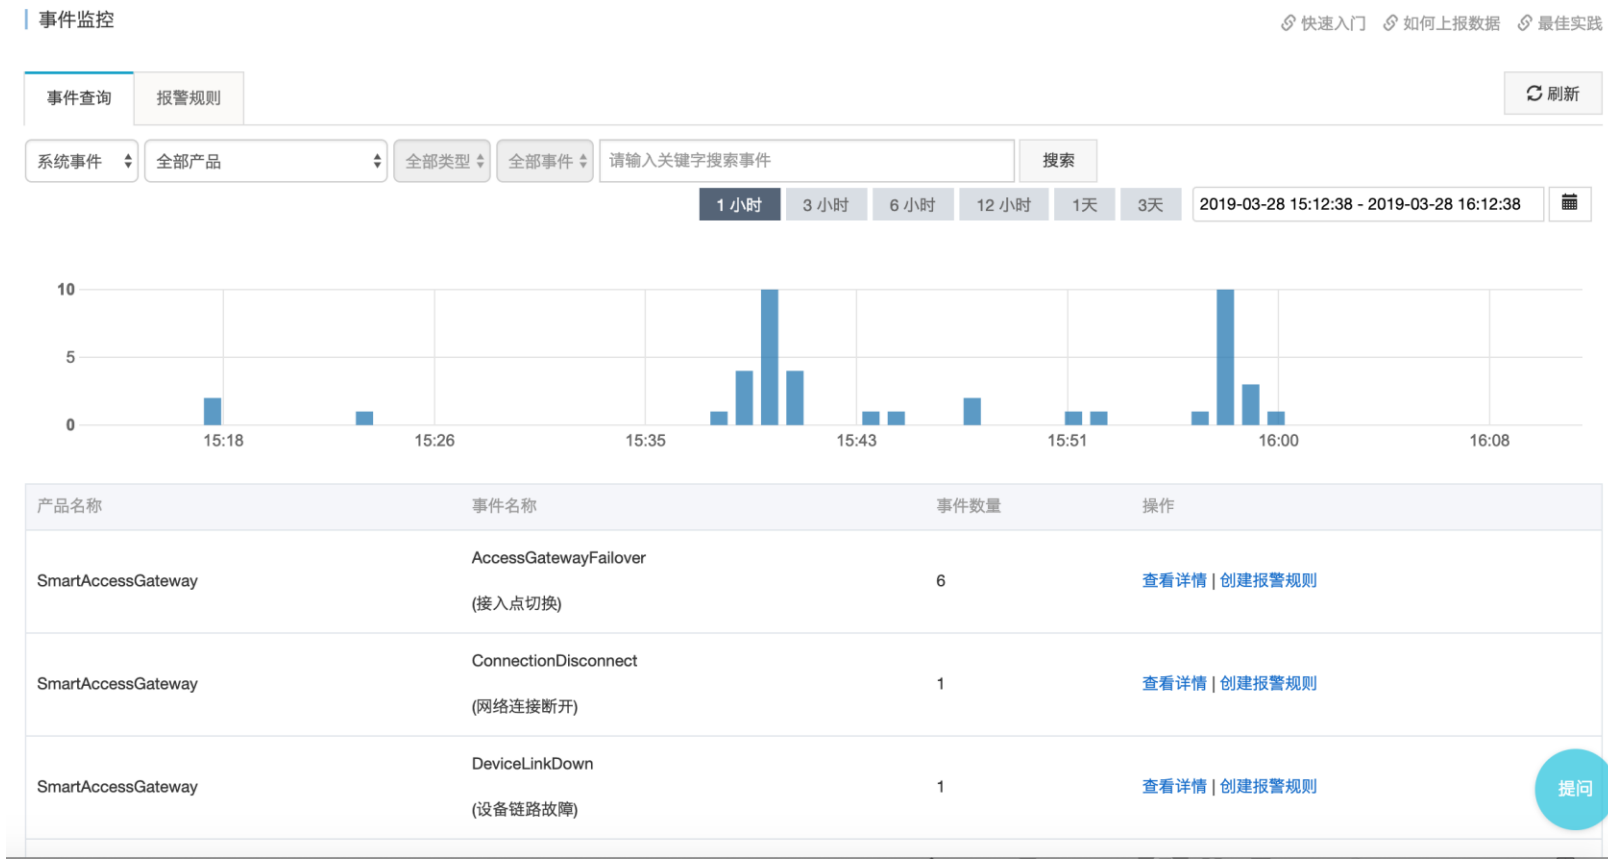 事件监控
快速入门 如何上报数据 最佳实践
事件查询 报警规则 刷新
系统事件 全部产品 全部类型 全部事件 请输入关键字搜索事件 搜索
1 小时 3 小时 6 小时 12 小时 1天 3天 2019-03-28 15:12:38 - 2019-03-28 16:12:38
10
5
0
15:18 15:26 15:35 15:43 15:51 16:00 16:08
产品名称 事件名称 事件数量 操作
AccessGatewayFailover
SmartAccessGateway 6 查看详情 | 创建报警规则
(接入点切换)
ConnectionDisconnect
SmartAccessGateway 1 查看详情 | 创建报警规则
(网络连接断开)
DeviceLinkDown
SmartAccessGateway 1 查看详情 | 创建报警规则
提问
(设备链路故障)